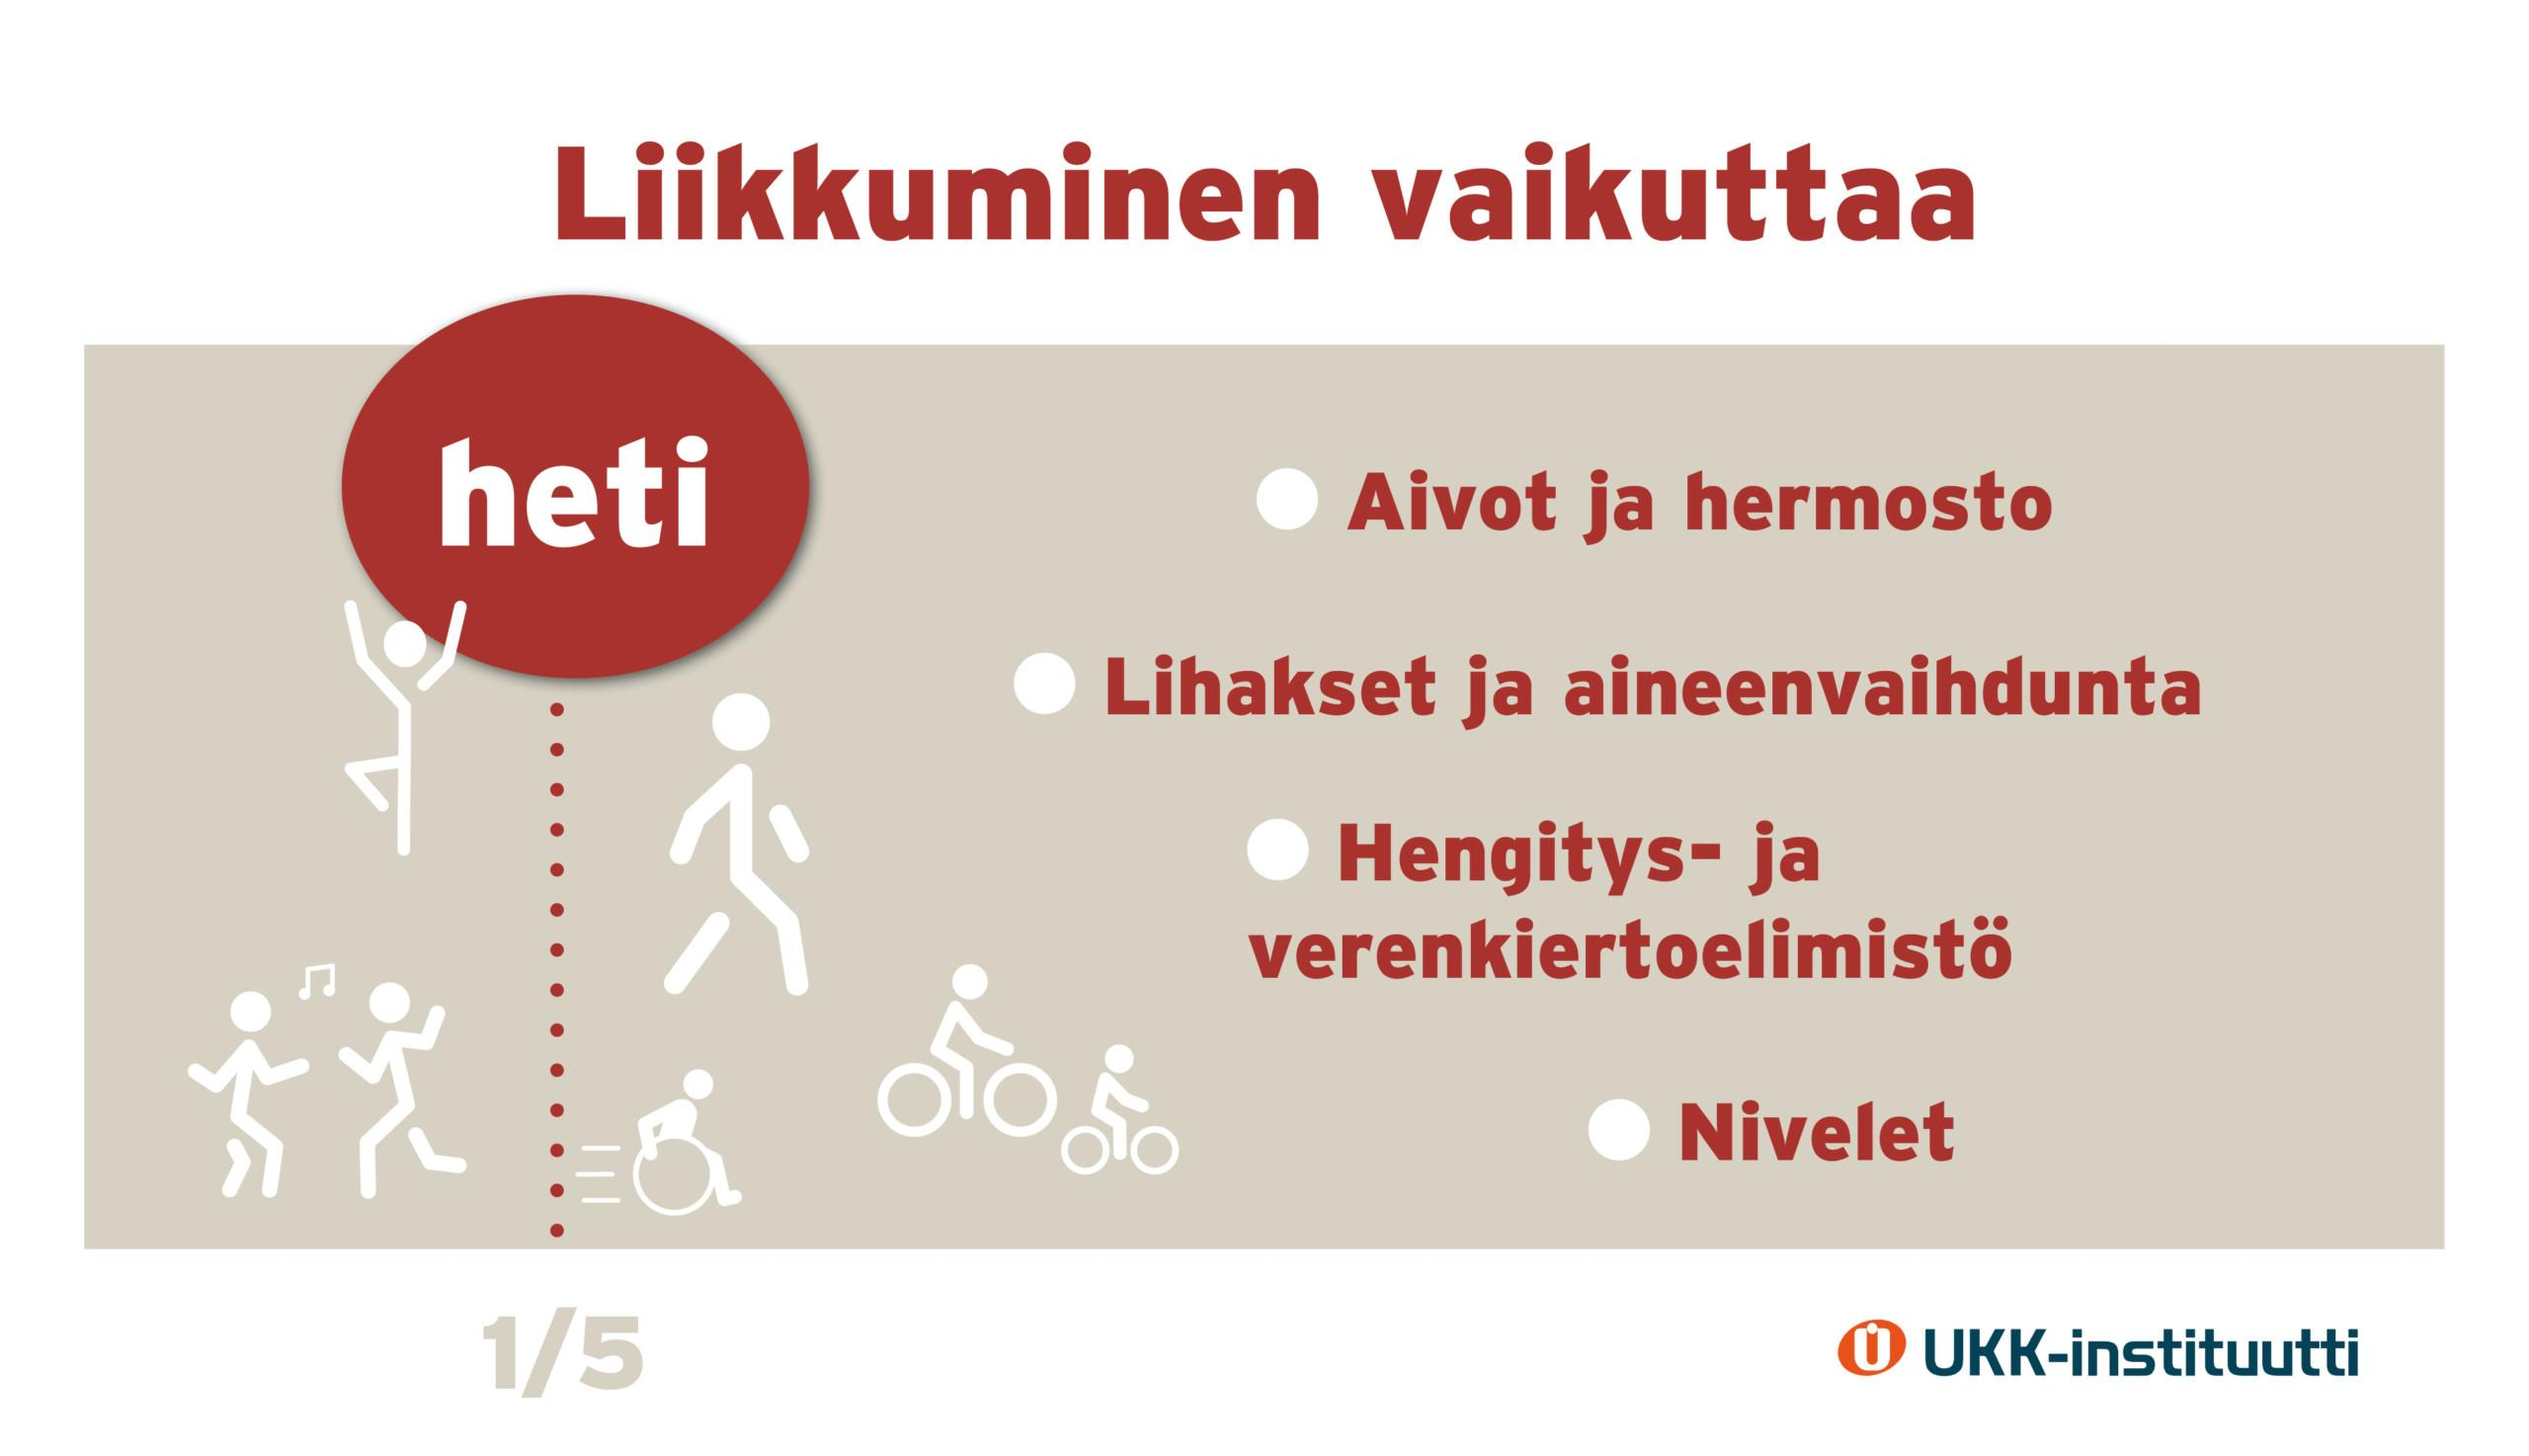 Liikkuminen vaikuttaa
heti
Aivot ja hermosto
Lihakset ja aineenvaihdunta
Hengitys- ja
verenkiertoelimistö
Nivelet
1/5
UKK-instituutti